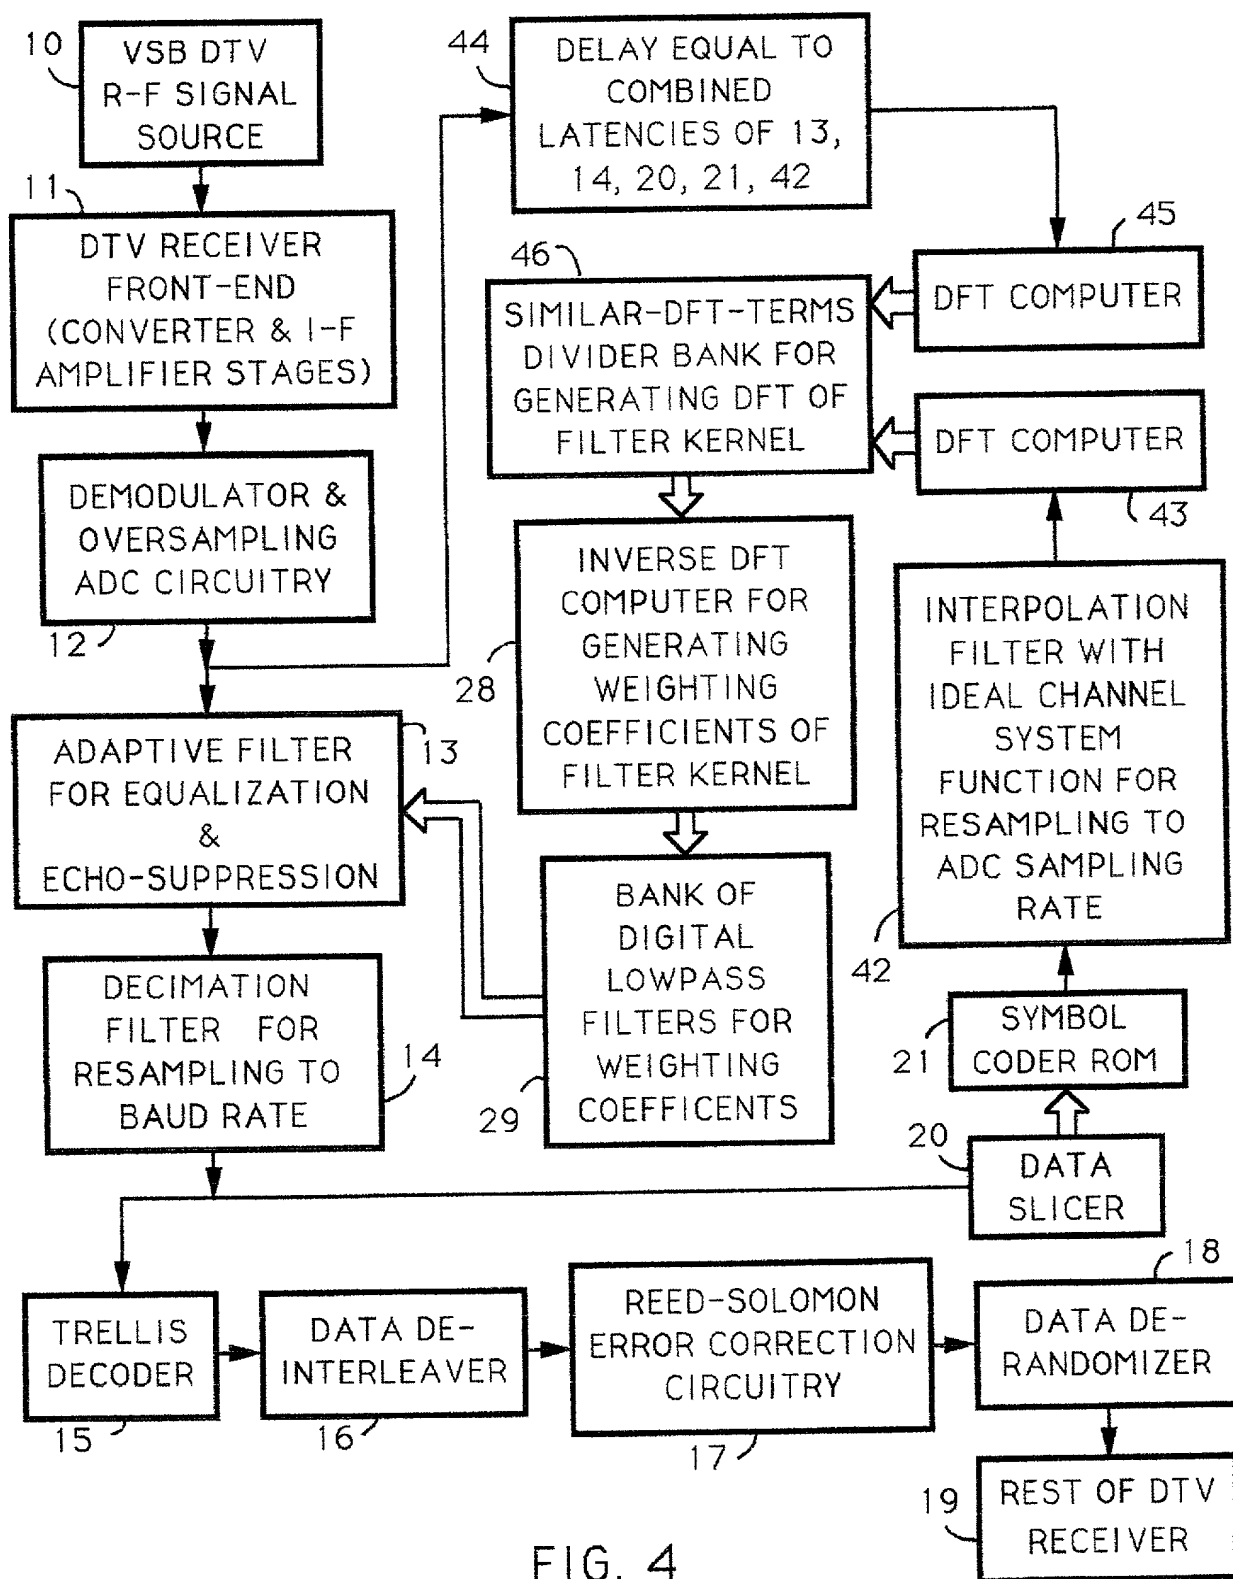 10
VSB DTV
R-F SIGNAL
SOURCE
11
DTV RECEIVER
FRONT-END
(CONVERTER & I-F
AMPLIFIER STAGES)
DEMODULATOR &
OVERSAMPLING
ADC CIRCUITRY
12
ADAPTIVE FILTER
FOR EQUALIZATION
&
ECHO-SUPPRESSION
13
DECIMATION
FILTER FOR
RESAMPLING TO
BAUD RATE
14
44
DELAY EQUAL TO
COMBINED
LATENCIES OF 13,
14, 20, 21, 42
45
DFT COMPUTER
46
SIMILAR-DFT-TERMS
DIVIDER BANK FOR
GENERATING DFT OF
FILTER KERNEL
DFT COMPUTER
43
INVERSE DFT
COMPUTER FOR
GENERATING
WEIGHTING
COEFFICIENTS OF
FILTER KERNEL
28
INTERPOLATION
FILTER WITH
IDEAL CHANNEL
SYSTEM
FUNCTION FOR
RESAMPLING TO
ADC SAMPLING
RATE
42
BANK OF
DIGITAL
LOWPASS
FILTERS FOR
WEIGHTING
COEFFICENTS
29
SYMBOL
CODER ROM
21
20
DATA
SLICER
TRELLIS
DECODER
15
DATA DE-
INTERLEAVER
16
REED-SOLOMON
ERROR CORRECTION
CIRCUITRY
17
18
DATA DE-
RANDOMIZER
19
REST OF DTV
RECEIVER
FIG. 4